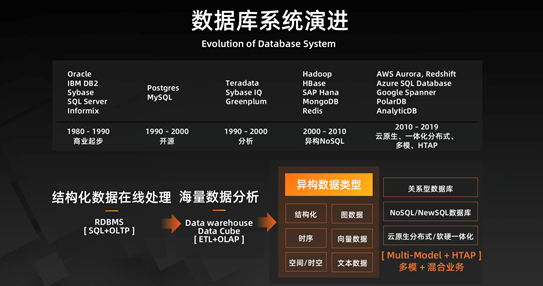 数据库系统演进
Evolution of Database System
Oracle
IBM DB2
Sybase
SQL Server
Informix
1980 – 1990
商业起步
Postgres
MySQL
1990 – 2000
开源
Teradata
Sybase IQ
Greenplum
1990 – 2000
分析
Hadoop
HBase
SAP Hana
MongoDB
Redis
2000 – 2010
异构NoSQL
AWS Aurora, Redshift
Azure SQL Database
Google Spanner
PolarDB
AnalyticDB
2010 – 2019
云原生、一体化分布式、
多模、HTAP
结构化数据在线处理
RDBMS
[ SQL+OLTP ]
海量数据分析
Data warehouse
Data Cube
[ ETL+OLAP ]
异构数据类型
结构化
图数据
时序
向量数据
空间/时空
文本数据
关系型数据库
NoSQL/NewSQL数据库
云原生分布式/软硬一体化
[ Multi-Model + HTAP ]
多模 + 混合业务